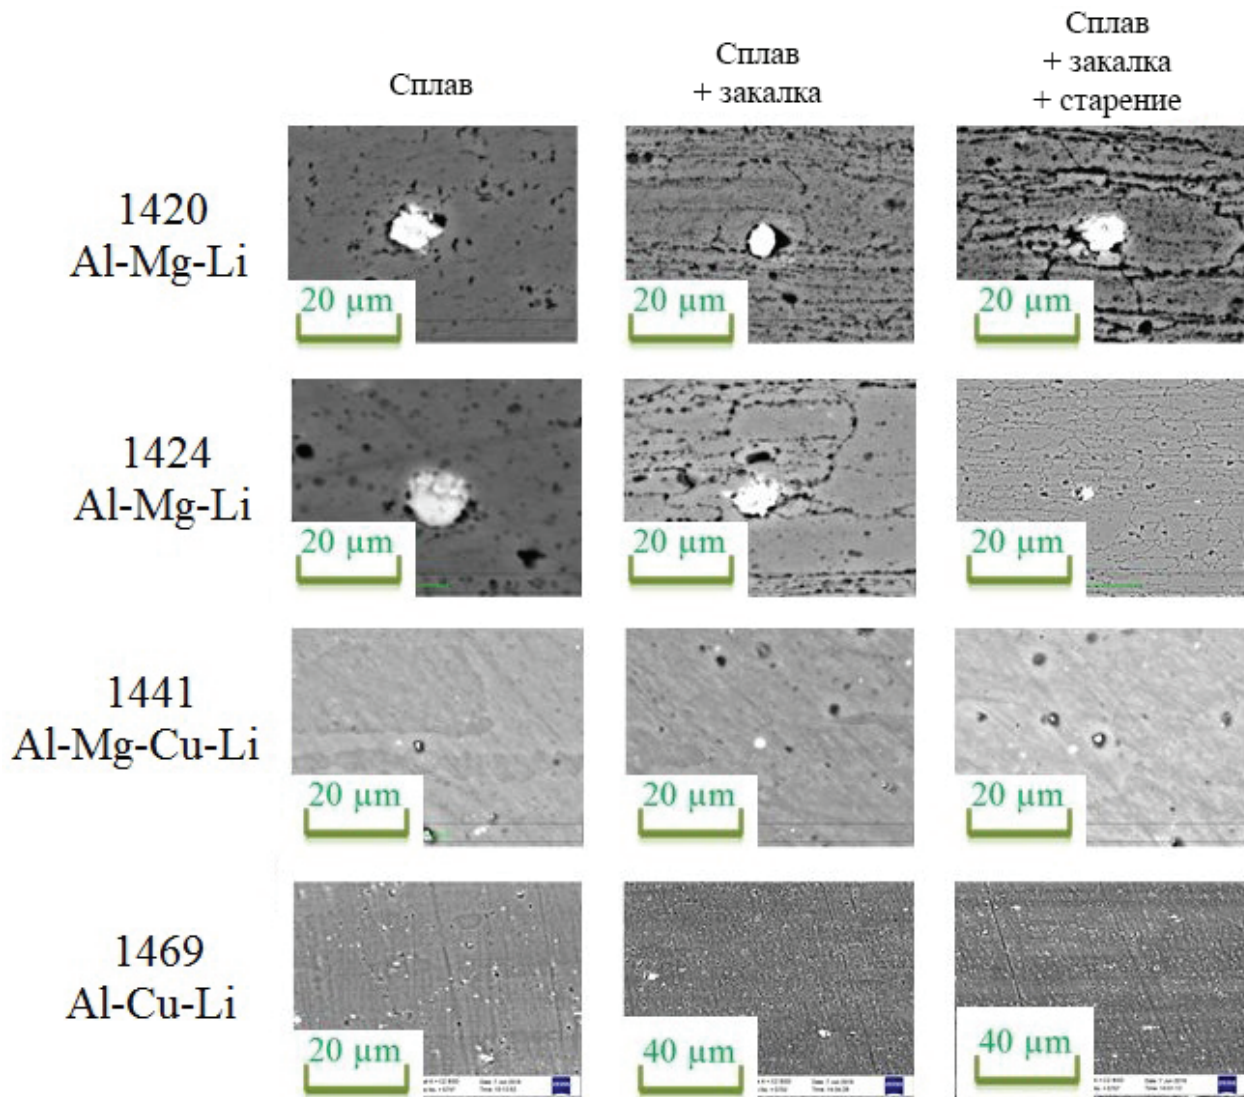 Сплав
Сплав
+ закалка
Сплав
+ закалка
+ старение
1420
Al-Mg-Li
20 µm
20 µm
20 µm
1424
Al-Mg-Li
20 µm
20 µm
20 µm
1441
Al-Mg-Cu-Li
20 µm
20 µm
20 µm
1469
Al-Cu-Li
20 µm
40 µm
40 µm